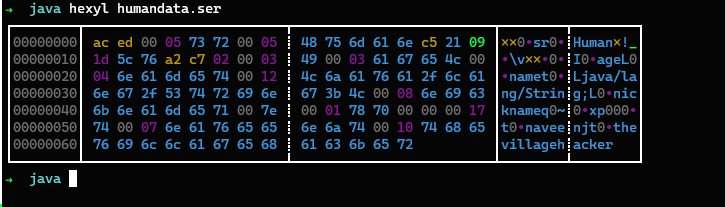 → java hexyl humandata.ser
00000000 ac ed 00 05 73 72 00 05 48 75 6d 61 6e c5 21 09 ××0•sr0•Human×!_
00000010 1d 5c 76 a2 c7 02 00 03 49 00 03 61 67 65 4c 00 •\v××•0•I0•ageL0
00000020 04 6e 61 6d 65 74 00 12 4c 6a 61 76 61 2f 6c 61 •namet0•Ljava/la
00000030 6e 67 2f 53 74 72 69 6e 67 3b 4c 00 08 6e 69 63 ng/String;L0•nic
00000040 6b 6e 61 6d 65 71 00 7e 00 01 78 70 00 00 00 17 knameq0~0•xp000•
00000050 74 00 07 6e 61 76 65 65 6e 6a 74 00 10 74 68 65 t0•naveenjt0•the
00000060 76 69 6c 6c 61 67 65 68 61 63 6b 65 72 villagehacker
→ java